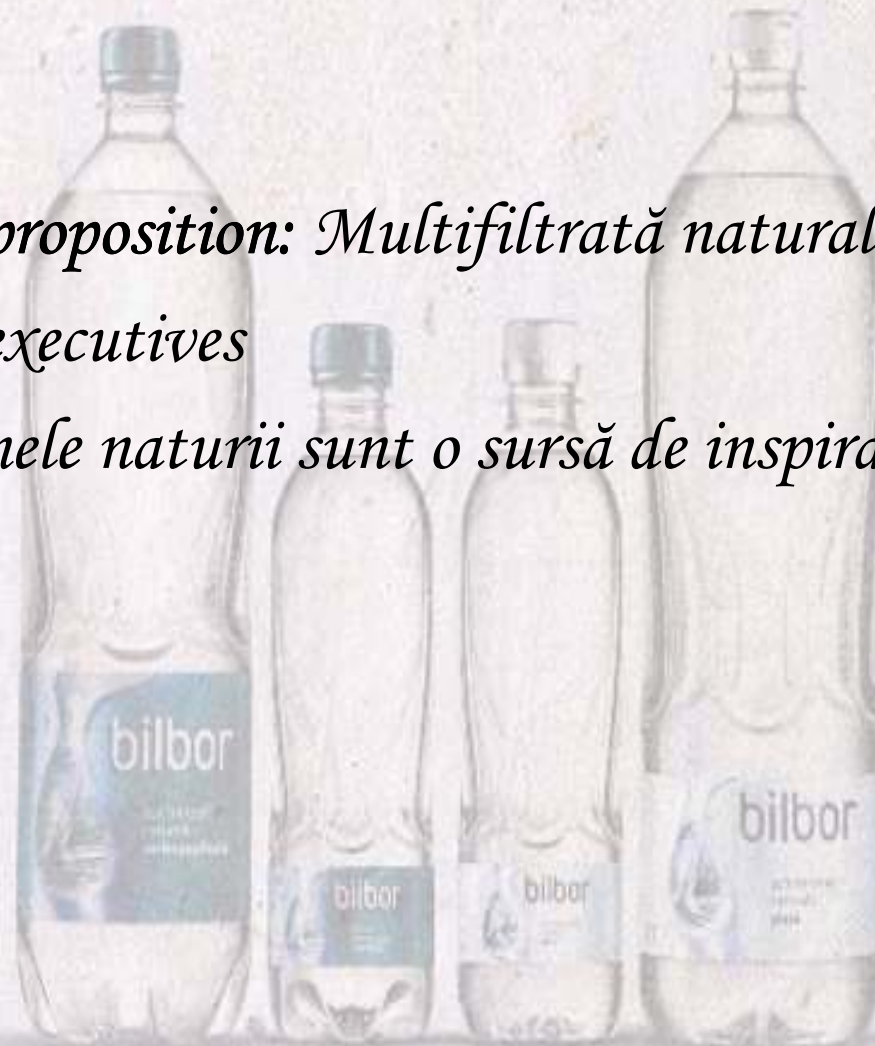 proposition: Multifiltrată natural
executives
nele naturii sunt o sursă de inspira
bilbor
bilbor
bilbor
bilbor